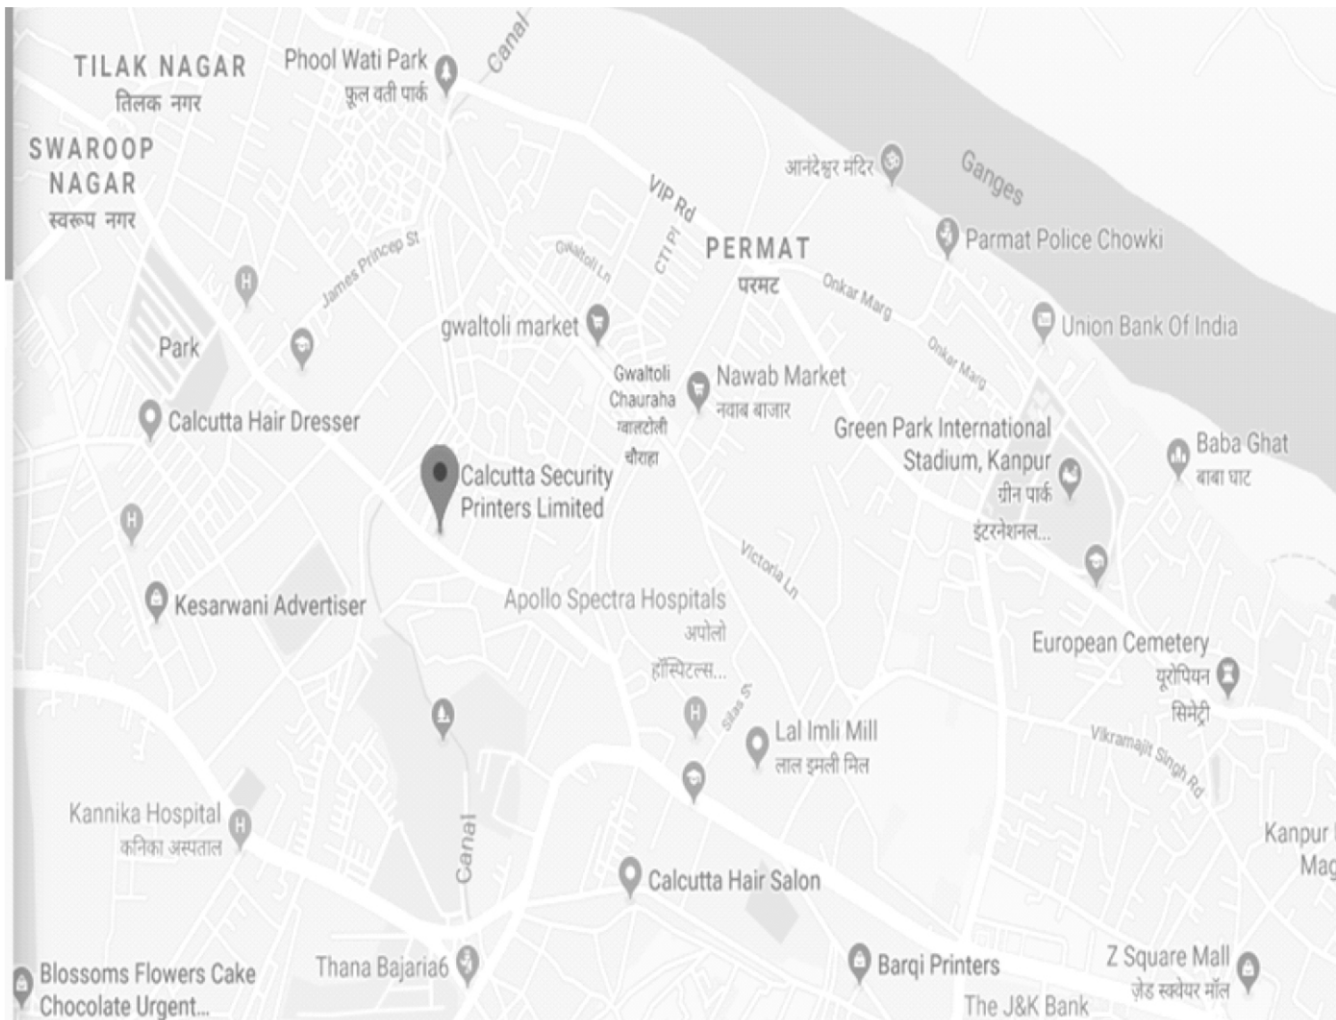 Canal
Phool Wati Park
फूल वती पार्क
TILAK NAGAR
तिलक नगर
SWAROOP
NAGAR
स्वरूप नगर
आनंदेश्वर मंदिर
Ganges
VIP Rd
Parmat Police Chowki
James Princep St
Gwaltoli Ln
CTI Pl
PERMAT
परमट
Onkar Marg
gwaltoli market
Union Bank Of India
Park
Onkar Marg
Gwaltoli
Chauraha
ग्वालटोली
चौराहा
Nawab Market
नवाब बाजार
Calcutta Hair Dresser
Green Park International
Stadium, Kanpur
ग्रीन पार्क
इंटरनेशनल...
Baba Ghat
बाबा घाट
Calcutta Security
Printers Limited
Victoria Ln
Kesarwani Advertiser
Apollo Spectra Hospitals
अपोलो
हॉस्पिटल्स...
European Cemetery
यूरोपियन
सिमेट्री
Silas St
Lal Imli Mill
लाल इमली मिल
Vikramajit Singh Rd
Kannika Hospital
कनिका अस्पताल
Canal
Kanpur
Mag
Calcutta Hair Salon
Thana Bajaria6
Barqi Printers
Z Square Mall
ज़ेड स्क्वेयर मॉल
Blossoms Flowers Cake
Chocolate Urgent...
The J&K Bank